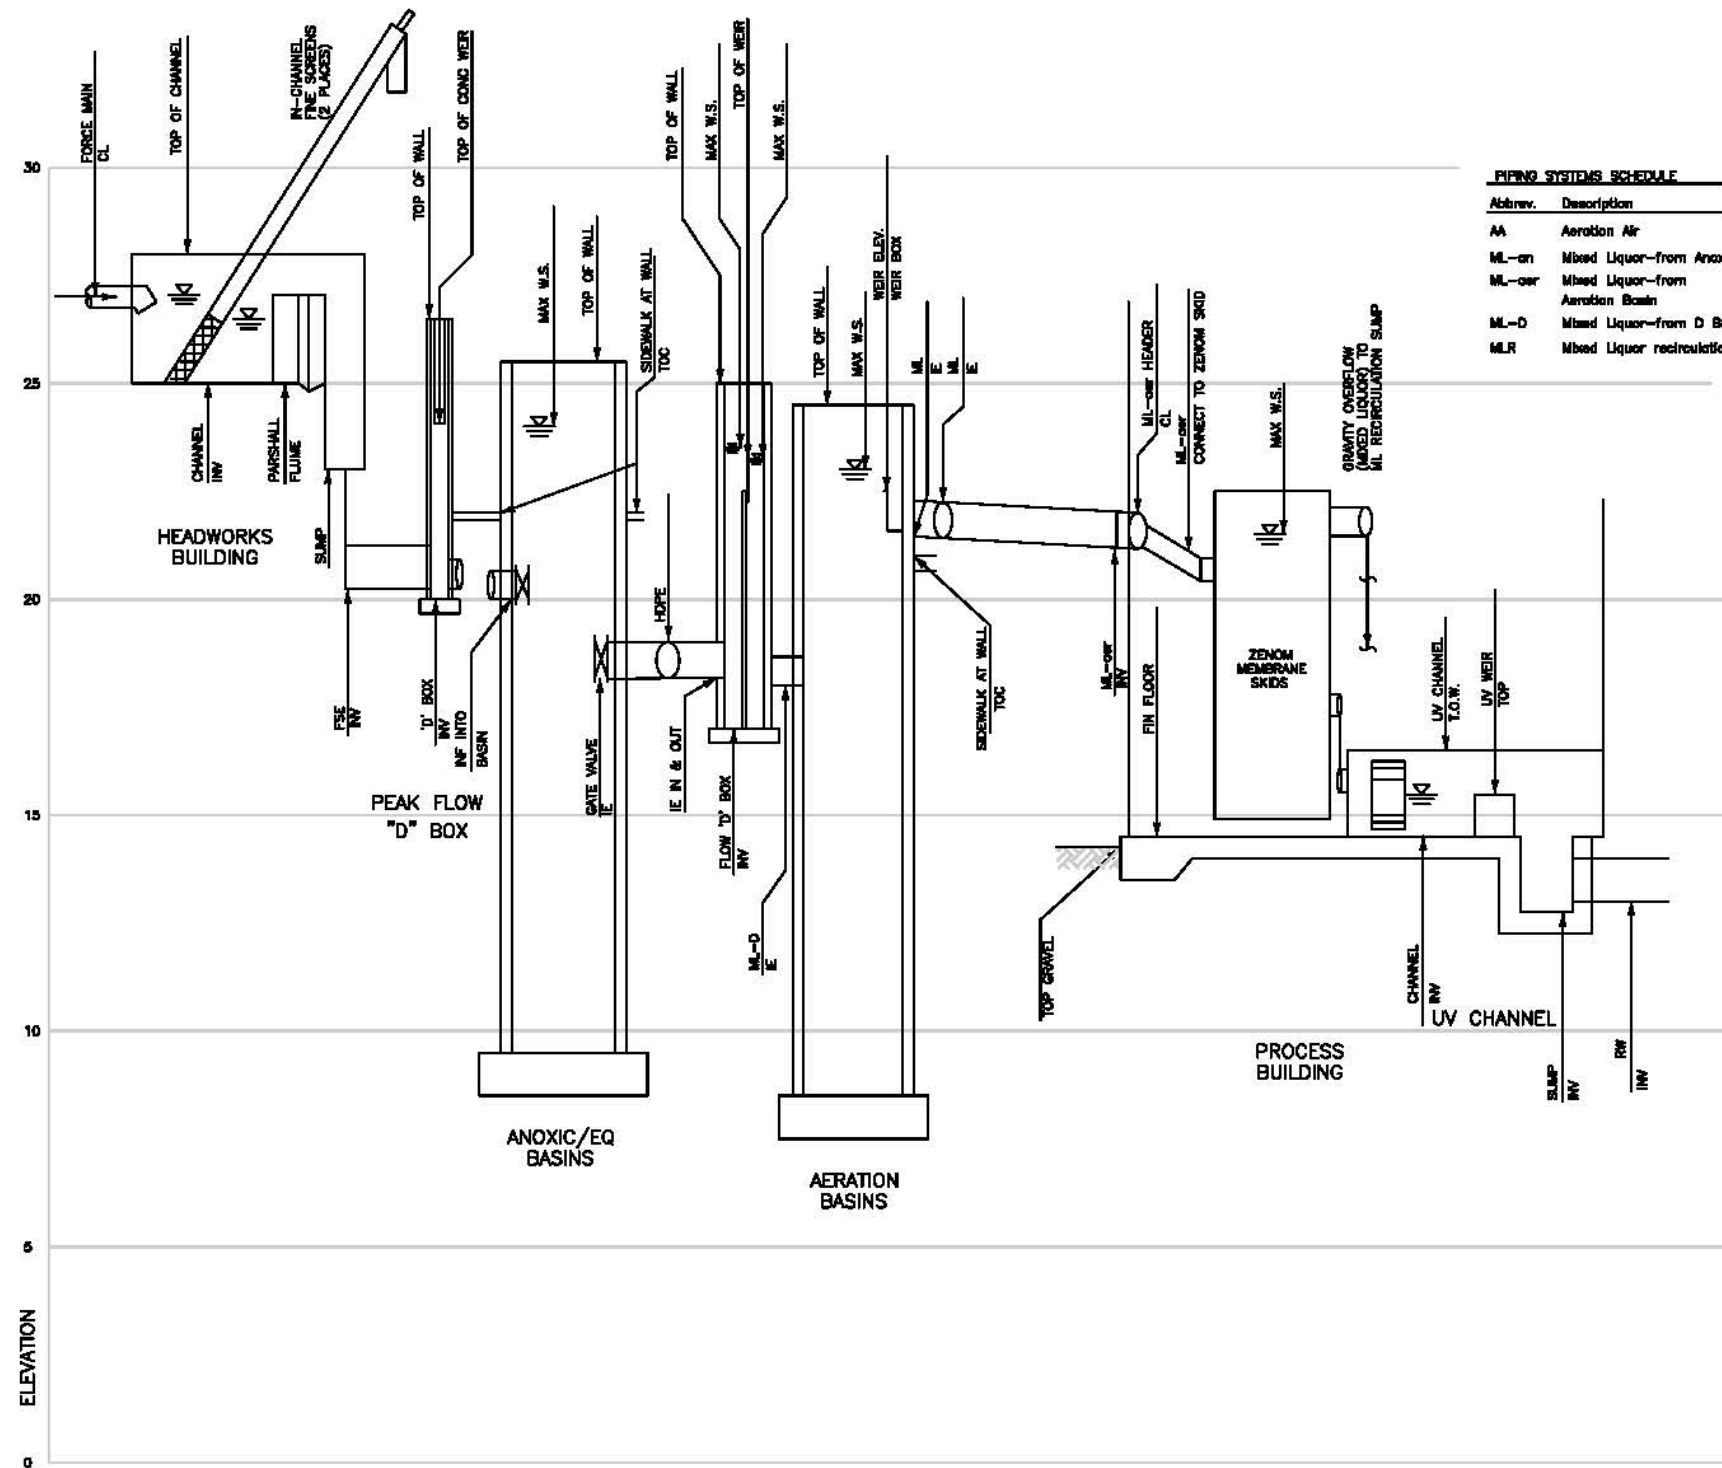 FORCE MAIN
CL
TOP OF CHANNEL
IN-CHANNEL
FINE SCREENS
(2 PLACES)
TOP OF WALL
TOP OF CONC WEIR
MAX W.S.
TOP OF WALL
SIDEWALK AT WALL
TOC
TOP OF WALL
MAX W.S.
TOP OF WEIR
MAX W.S.
TOP OF WALL
MAX W.S.
WEIR ELEV.
WEIR BOX
ML
IE
ML
IE
ML-aer HEADER
CL
ML-aer
CONNECT TO ZENOM SKID
MAX W.S.
GRAVITY OVERFLOW
(MIXED LIQUOR) TO
ML RECIRCULATION SUMP
PIPING SYSTEMS SCHEDULE
Abbrev. Description
AA Aeration Air
ML-an Mixed Liquor-from Anox
ML-aer Mixed Liquor-from
Aeration Basin
ML-D Mixed Liquor-from D B
MLR Mixed Liquor recirculatio
30
25
20
15
10
5
0
ELEVATION
CHANNEL
INV
PARSHALL
FLUME
HEADWORKS
BUILDING
SUMP
FSE
INV
'D' BOX
INV
INF INTO
BASIN
PEAK FLOW
"D" BOX
GATE VALVE
IE
HDPE
IE IN & OUT
FLOW 'D' BOX
INV
ML-D
IE
SIDEWALK AT WALL
TOC
ML-aer
INV
FIN FLOOR
ZENOM
MEMBRANE
SKIDS
UV CHANNEL
T.O.W.
UV WEIR
TOP
TOP GRAVEL
CHANNEL
INV
UV CHANNEL
SUMP
INV
RW
INV
PROCESS
BUILDING
ANOXIC/EQ
BASINS
AERATION
BASINS